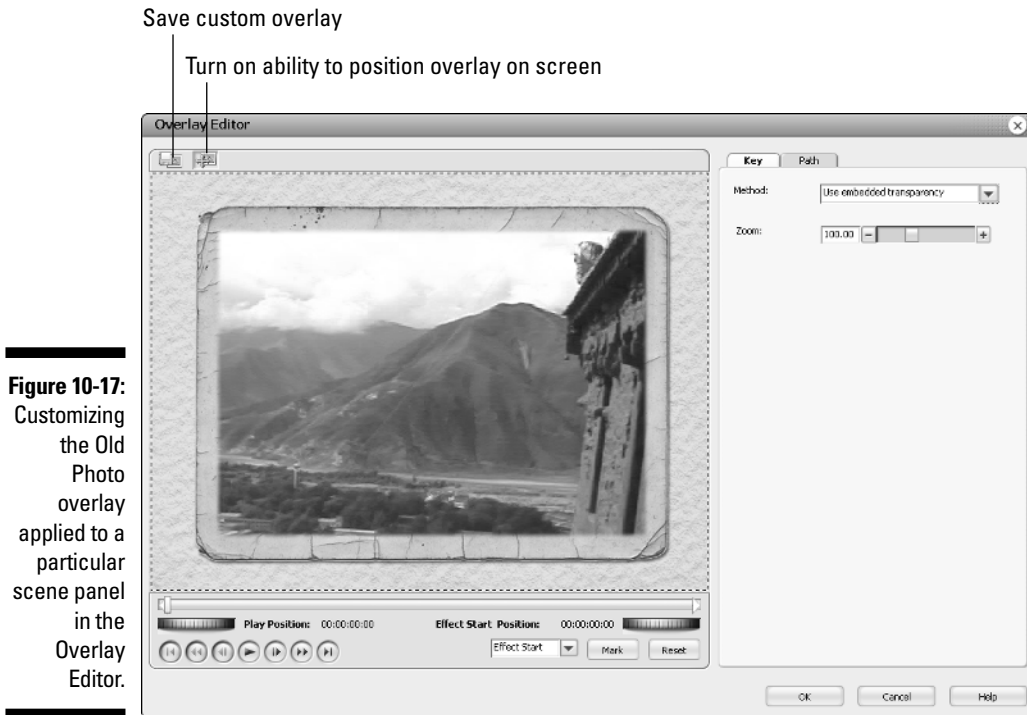 Save custom overlay
Turn on ability to position overlay on screen
Overlay Editor
Key Path
Method: Use embedded transparency
Zoom: 100.00
Play Position: 00:00:00:00 Effect Start Position: 00:00:00:00
Effect Start Mark Reset
OK Cancel Help
Figure 10-17:
Customizing
the Old
Photo
overlay
applied to a
particular
scene panel
in the
Overlay
Editor.